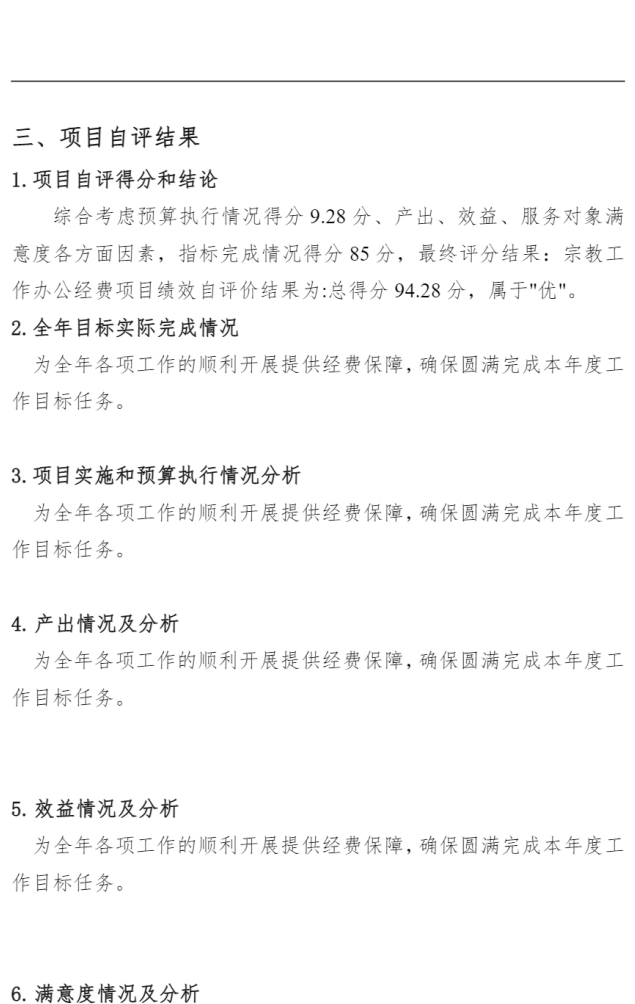 三、项目自评结果
1. 项目自评得分和结论
综合考虑预算执行情况得分 9.28 分、产出、效益、服务对象满
意度各方面因素，指标完成情况得分 85 分，最终评分结果：宗教工
作办公经费项目绩效自评价结果为:总得分 94.28 分，属于"优"。
2. 全年目标实际完成情况
为全年各项工作的顺利开展提供经费保障，确保圆满完成本年度工
作目标任务。
3. 项目实施和预算执行情况分析
为全年各项工作的顺利开展提供经费保障，确保圆满完成本年度工
作目标任务。
4. 产出情况及分析
为全年各项工作的顺利开展提供经费保障，确保圆满完成本年度工
作目标任务。
5. 效益情况及分析
为全年各项工作的顺利开展提供经费保障，确保圆满完成本年度工
作目标任务。
6. 满意度情况及分析